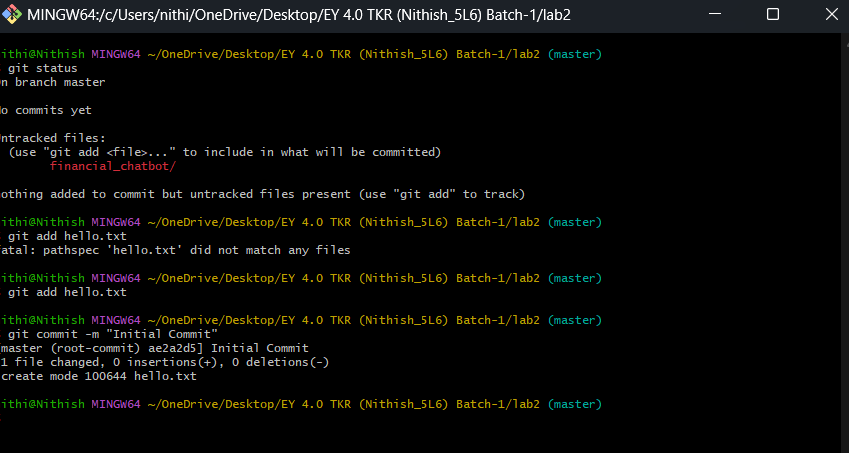 MINGW64:/c/Users/nithi/OneDrive/Desktop/EY 4.0 TKR (Nithish_5L6) Batch-1/lab2
ithi@Nithish MINGW64 ~/OneDrive/Desktop/EY 4.0 TKR (Nithish_5L6) Batch-1/lab2 (master)
git status
n branch master
o commits yet
ntracked files:
(use "git add <file>..." to include in what will be committed)
financial_chatbot/
othing added to commit but untracked files present (use "git add" to track)
ithi@Nithish MINGW64 ~/OneDrive/Desktop/EY 4.0 TKR (Nithish_5L6) Batch-1/lab2 (master)
git add hello.txt
atal: pathspec 'hello.txt' did not match any files
ithi@Nithish MINGW64 ~/OneDrive/Desktop/EY 4.0 TKR (Nithish_5L6) Batch-1/lab2 (master)
git add hello.txt
ithi@Nithish MINGW64 ~/OneDrive/Desktop/EY 4.0 TKR (Nithish_5L6) Batch-1/lab2 (master)
git commit -m "Initial Commit"
master (root-commit) ae2a2d5] Initial Commit
1 file changed, 0 insertions(+), 0 deletions(-)
create mode 100644 hello.txt
ithi@Nithish MINGW64 ~/OneDrive/Desktop/EY 4.0 TKR (Nithish_5L6) Batch-1/lab2 (master)